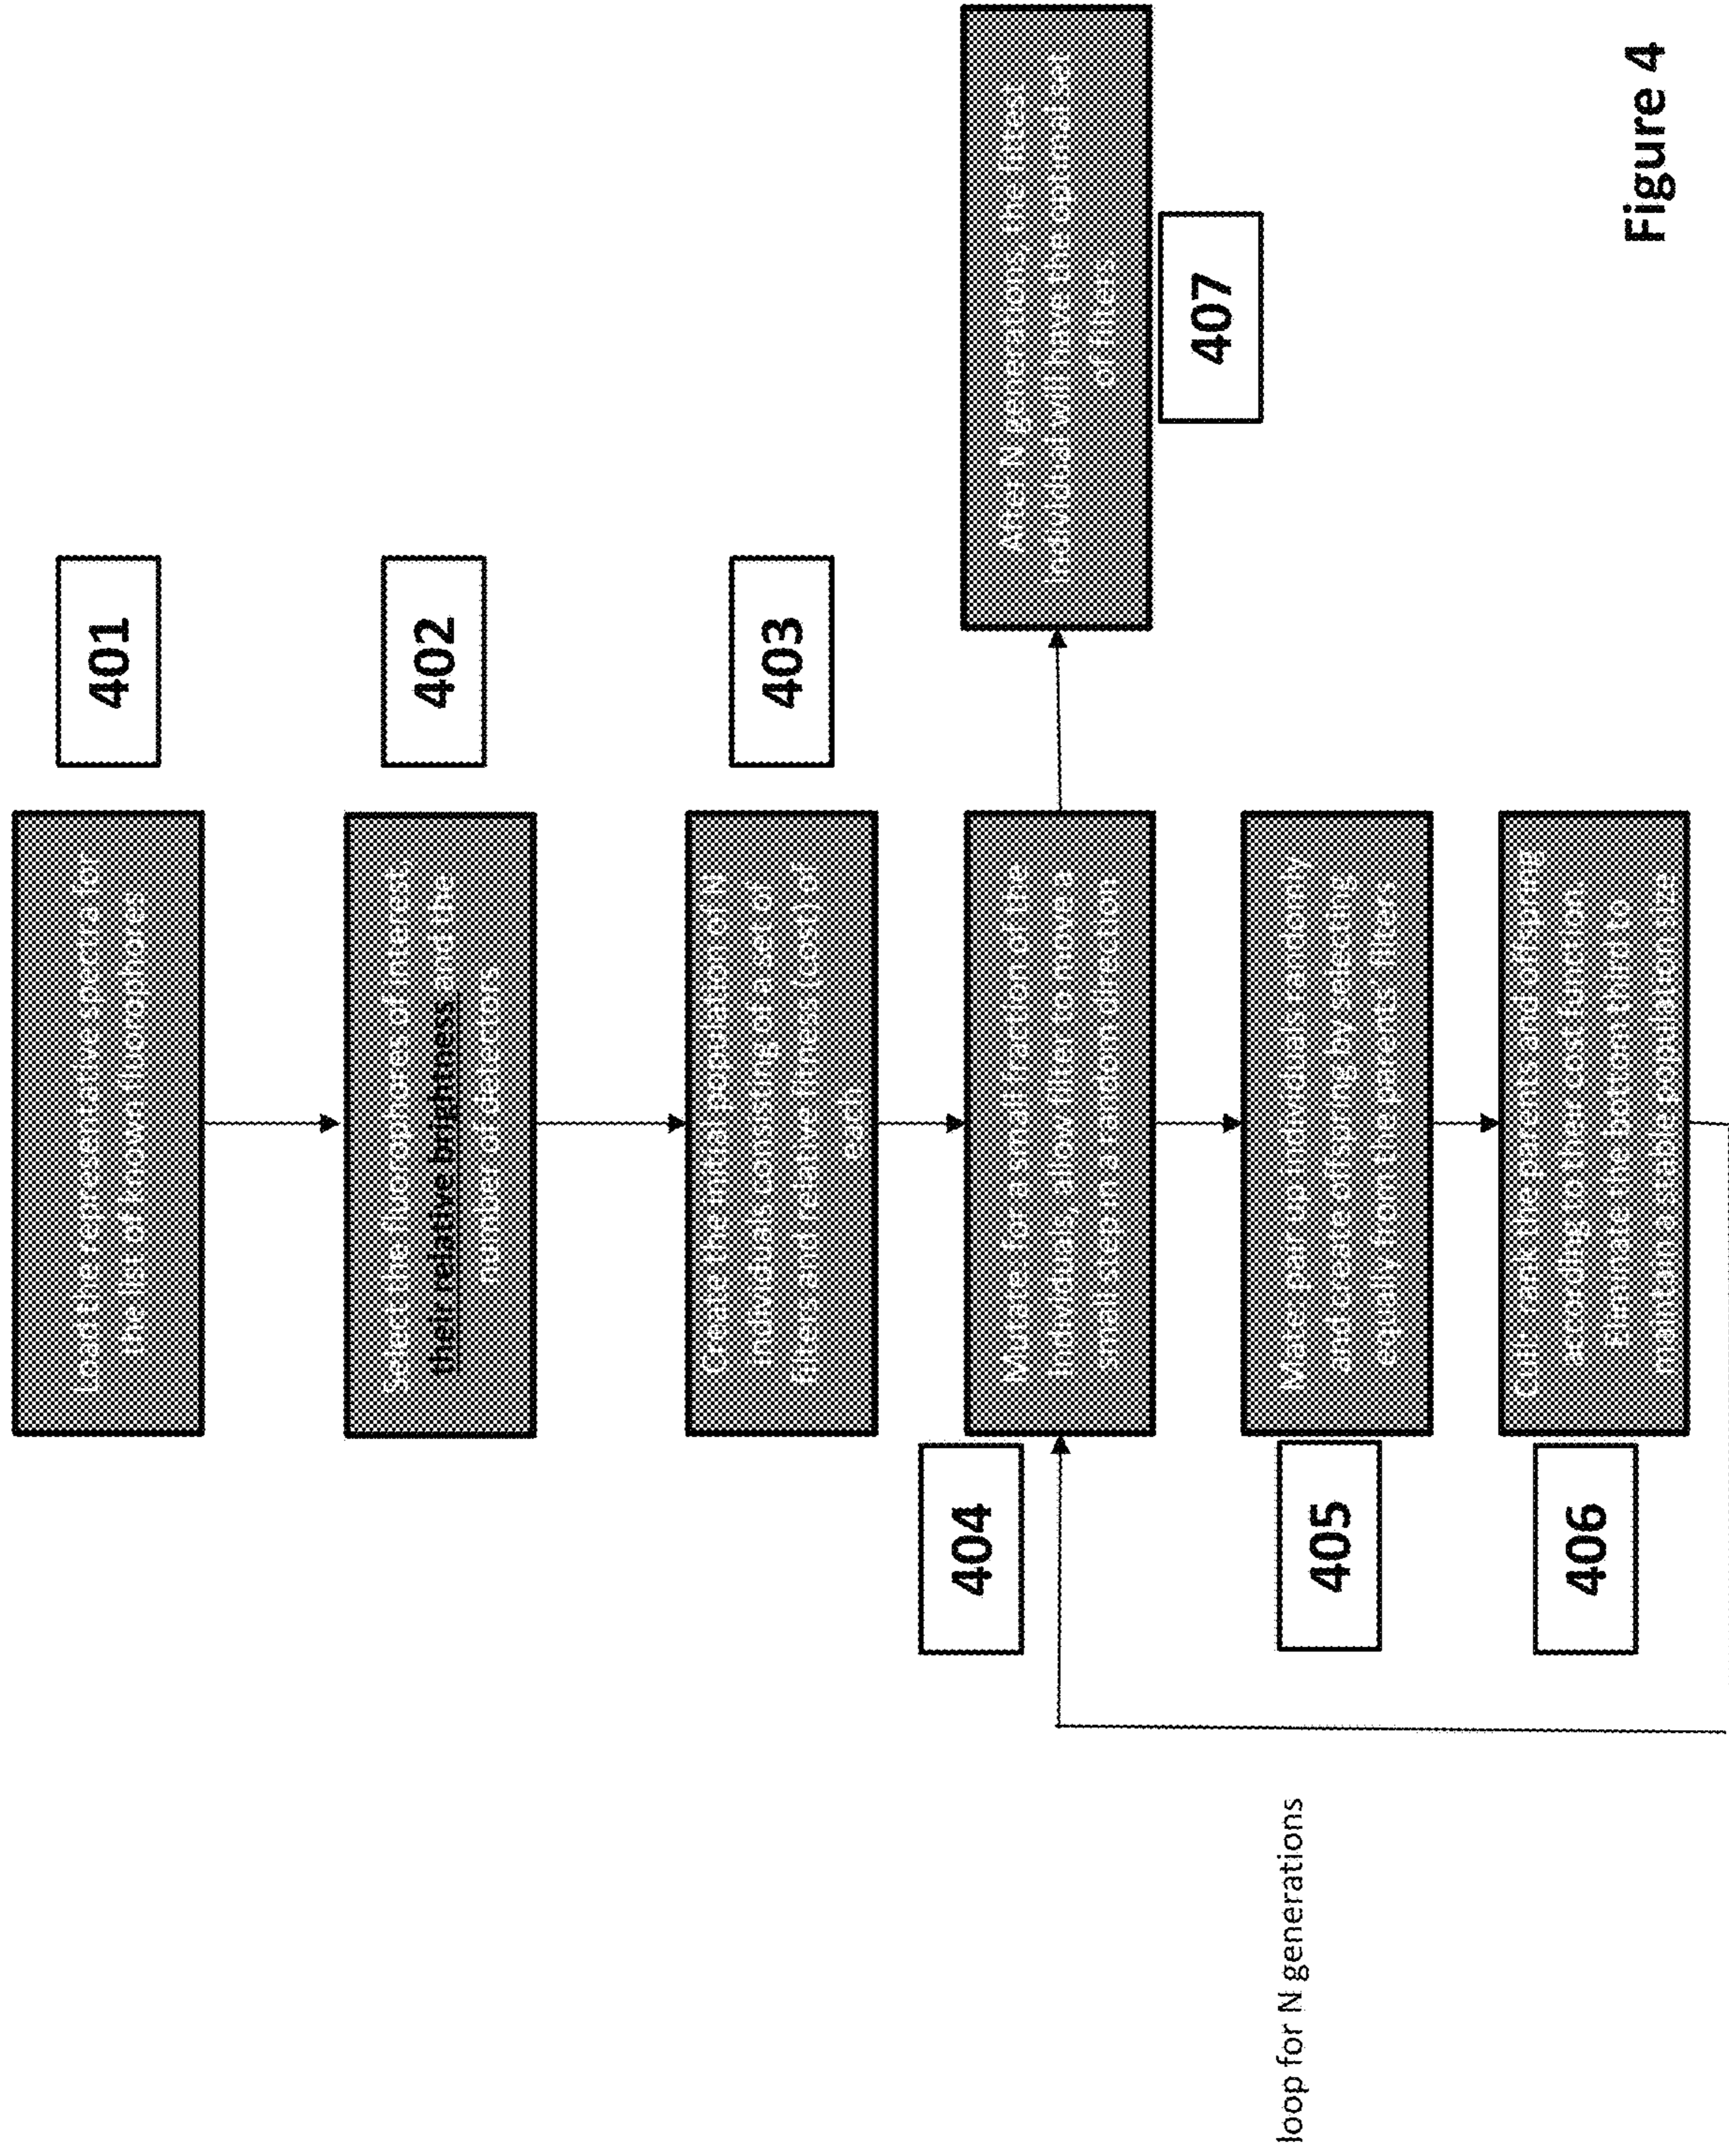 401
Load the representative spectra for
the list of known fluorophores
402
Select the fluorophores of interest,
their relative brightness and the
number of detectors
403
Create the initial population of N
individuals consisting of a set of
filters and relative fitness (cost) of
each
404
Mutate: for a small fraction of the
individuals, allow filter to move a
small step in a random direction
After N generations, the fittest
individual will have the optimal set
of filters
407
405
Mate: pair up individuals randomly
and create offspring by selecting
equally from the parents' filters
406
Cull: rank the parents and offspring
according to their cost function.
Eliminate the bottom third to
maintain a stable population size
loop for N generations
Figure 4